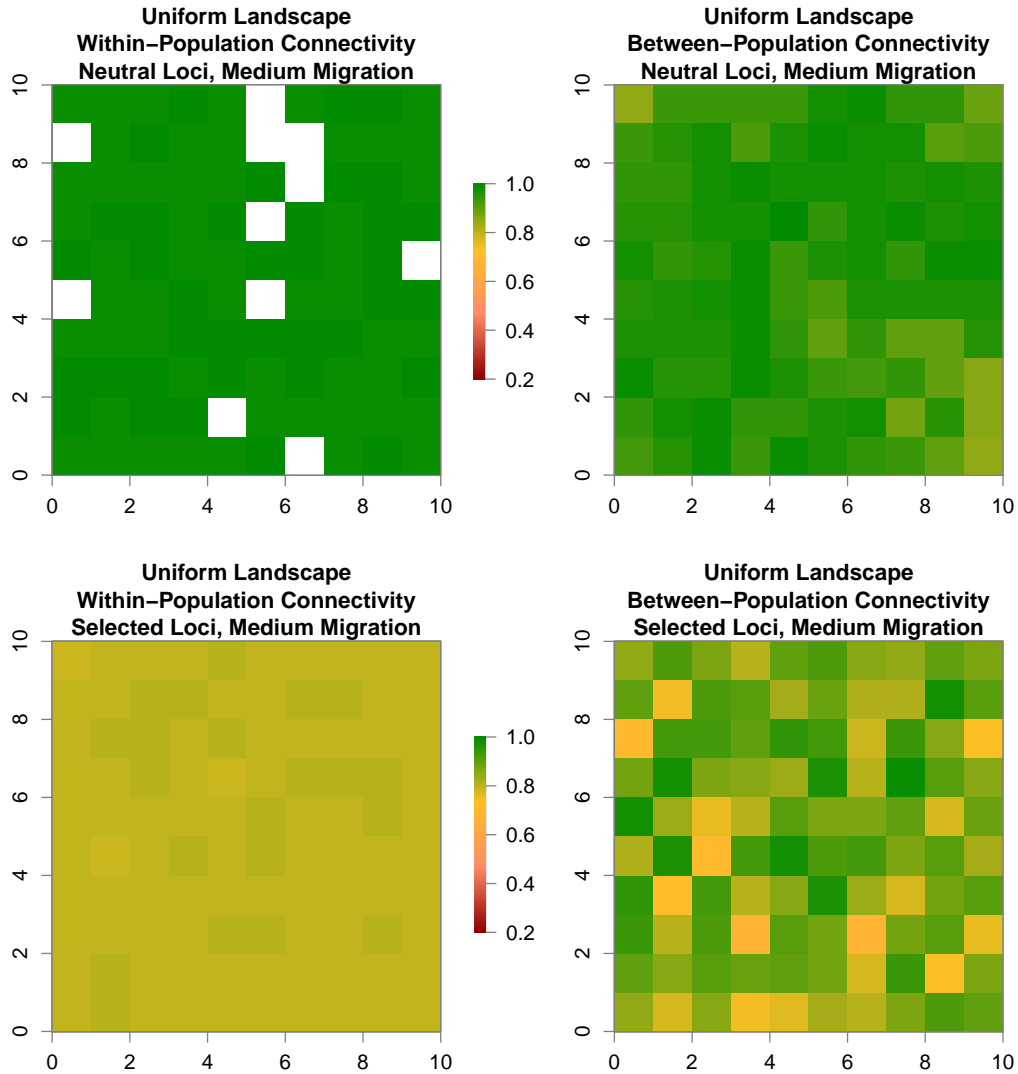 Uniform Landscape
Within−Population Connectivity
Neutral Loci, Medium Migration
10
8
6
4
2
0
0 2 4 6 8 10
1.0
0.8
0.6
0.4
0.2
Uniform Landscape
Between−Population Connectivity
Neutral Loci, Medium Migration
10
8
6
4
2
0
0 2 4 6 8 10
Uniform Landscape
Within−Population Connectivity
Selected Loci, Medium Migration
10
8
6
4
2
0
0 2 4 6 8 10
1.0
0.8
0.6
0.4
0.2
Uniform Landscape
Between−Population Connectivity
Selected Loci, Medium Migration
10
8
6
4
2
0
0 2 4 6 8 10